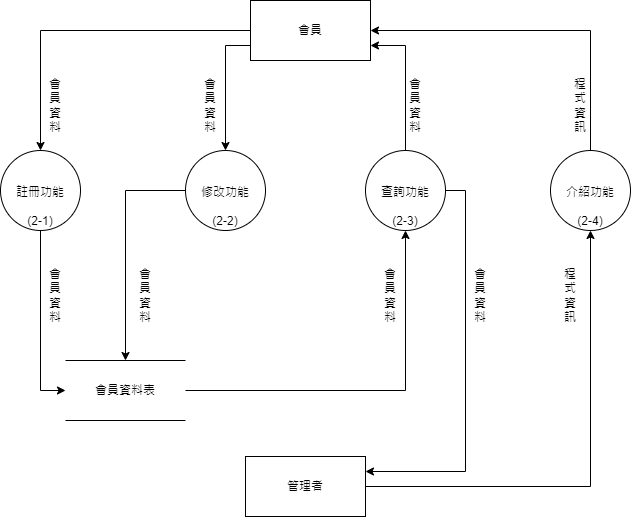 會員
會員資料
會員資料
會員資料
程式資訊
註冊功能
(2-1)
修改功能
(2-2)
查詢功能
(2-3)
介紹功能
(2-4)
會員資料
會員資料
會員資料
會員資料
程式資訊
會員資料表
管理者